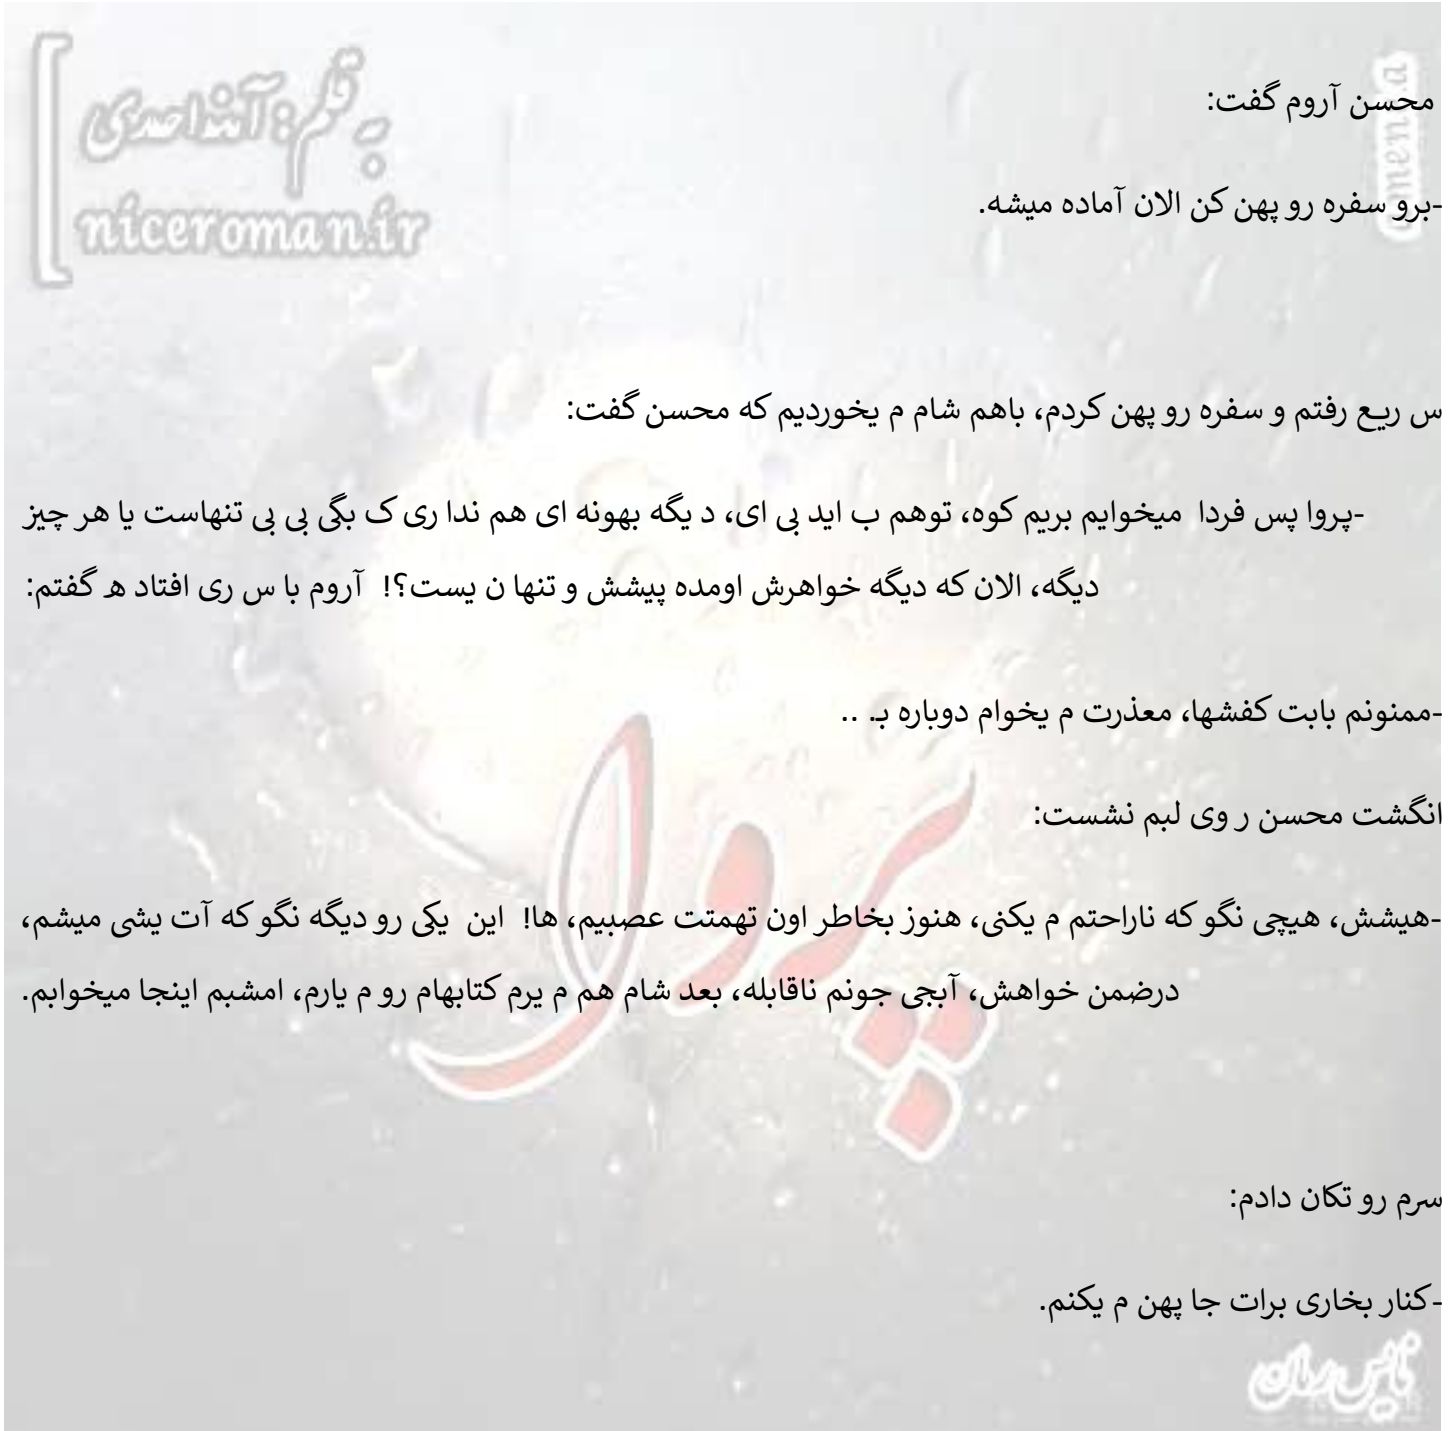 به قلم: آمنه احمدی
niceroman.ir
محسن آروم گفت:
-برو سفره رو پهن کن الان آماده میشه.
س ریع رفتم و سفره رو پهن کردم، باهم شام م یخوردیم که محسن گفت:
-پروا پس فردا میخوایم بریم کوه، توهم ب اید بی ای، د یگه بهونه ای هم ندا ری ک بگی بی بی تنهاست یا هر چیز
دیگه، الان که دیگه خواهرش اومده پیشش و تنها ن یست؟! آروم با س ری افتاد ه گفتم:
-ممنونم بابت کفشها، معذرت م یخوام دوباره بـ ..
انگشت محسن ر وی لبم نشست:
-هیشش، هیچی نگو که ناراحتم م یکنی، هنوز بخاطر اون تهمتت عصبیم، ها! این یکی رو دیگه نگو که آت یشی میشم،
درضمن خواهش، آبجی جونم ناقابله، بعد شام هم م یرم کتابهام رو م یارم، امشبم اینجا میخوابم.
پروا
سرم رو تکان دادم:
-کنار بخاری برات جا پهن م یکنم.
نایس رمان